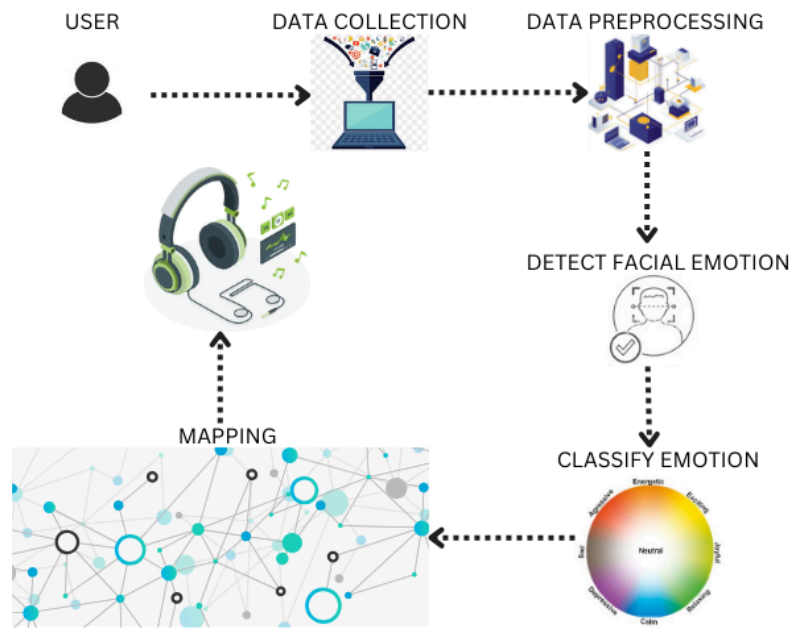 USER
DATA COLLECTION
DATA PREPROCESSING
DETECT FACIAL EMOTION
MAPPING
CLASSIFY EMOTION
Energetic
Agressive
Exciting
Sad
Neutral
Joyful
Depressive
Relaxing
Calm